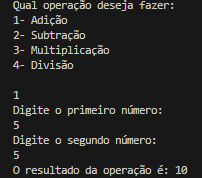 Qual operação deseja fazer:
1- Adição
2- Subtração
3- Multiplicação
4- Divisão
1
Digite o primeiro número:
5
Digite o segundo número:
5
O resultado da operação é: 10